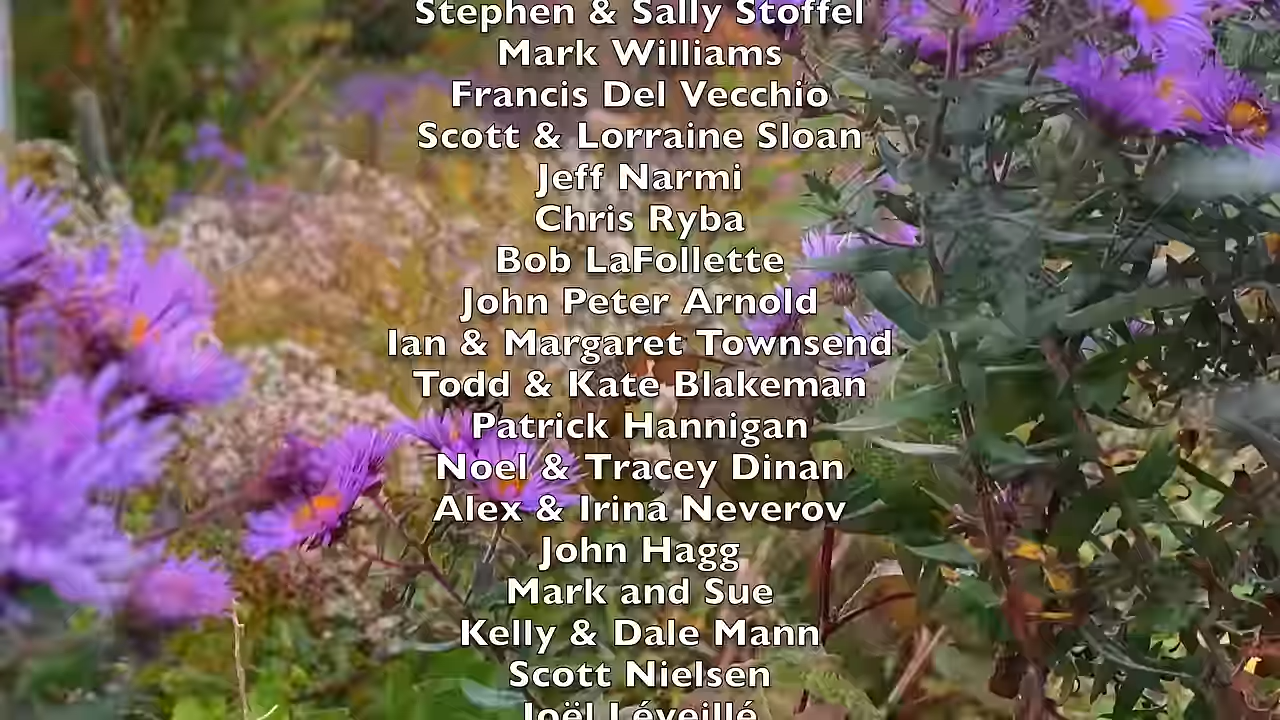 Stephen & Sally Stoffel
Mark Williams
Francis Del Vecchio
Scott & Lorraine Sloan
Jeff Narmi
Chris Ryba
Bob LaFollette
John Peter Arnold
Ian & Margaret Townsend
Todd & Kate Blakeman
Patrick Hannigan
Noel & Tracey Dinan
Alex & Irina Neverov
John Hagg
Mark and Sue
Kelly & Dale Mann
Scott Nielsen
Joël Léveillé